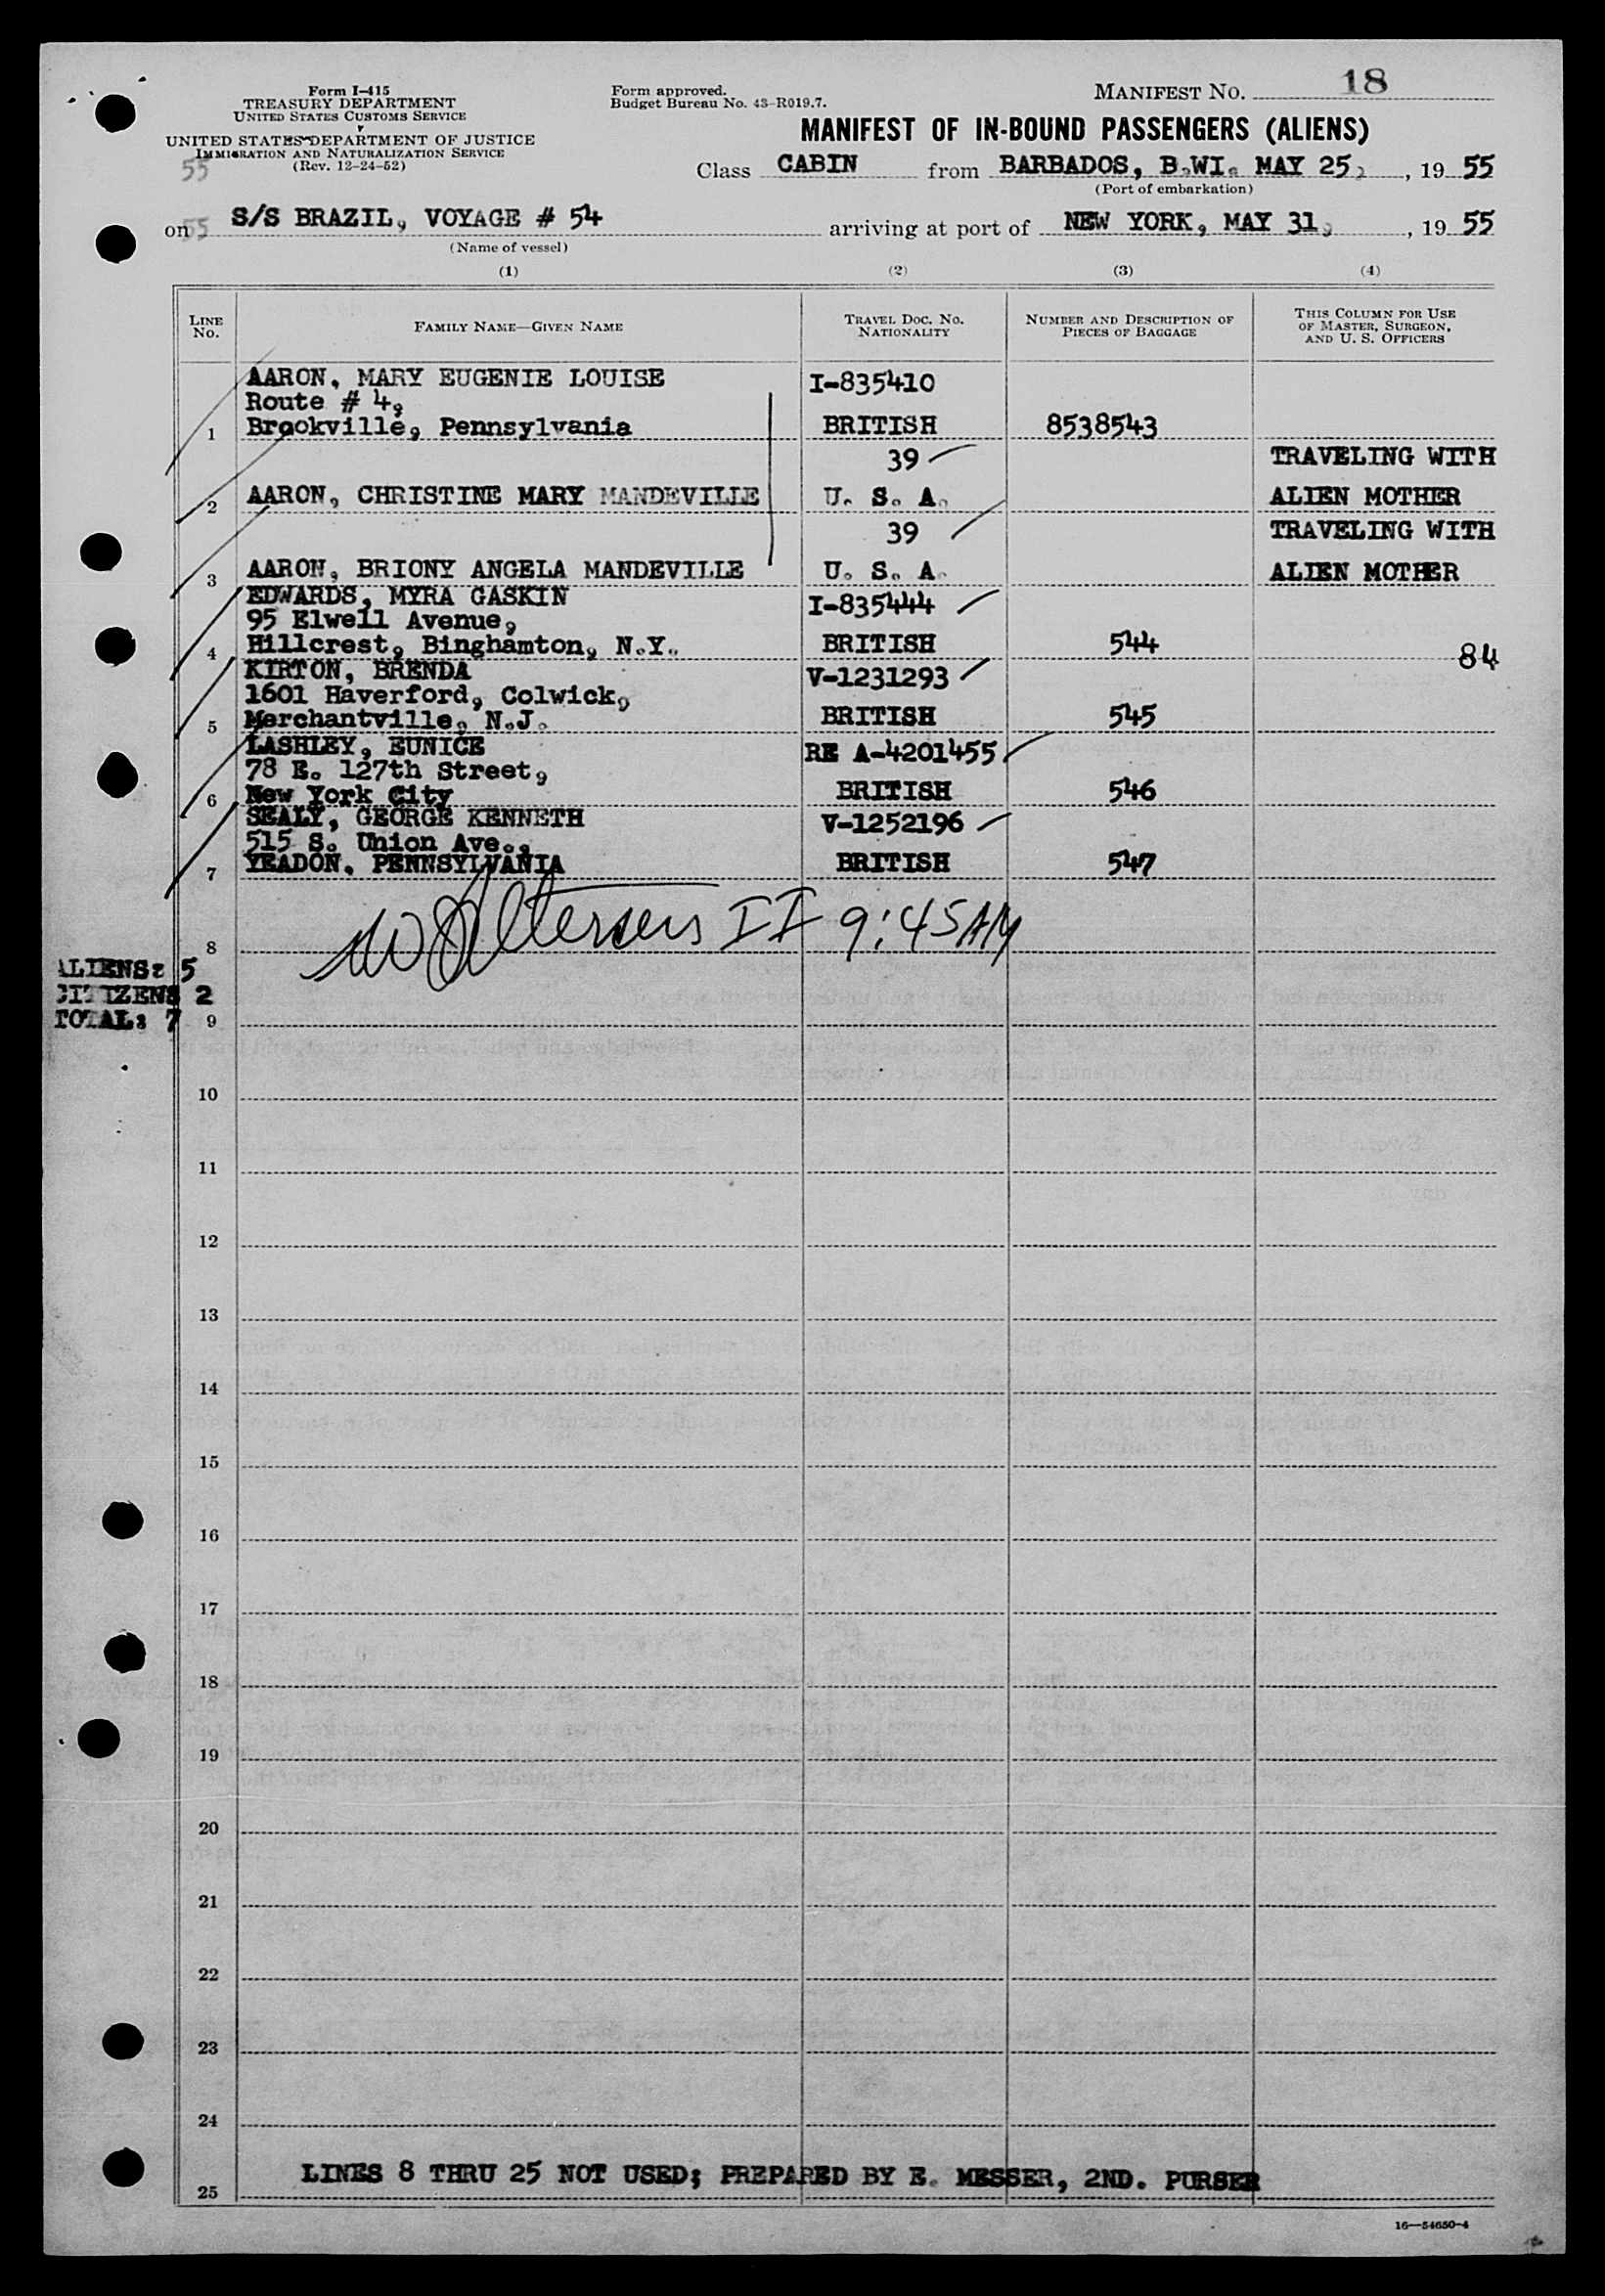 Form I-415
TREASURY DEPARTMENT
UNITED STATES CUSTOMS SERVICE
UNITED STATES DEPARTMENT OF JUSTICE
IMMIGRATION AND NATURALIZATION SERVICE
(Rev. 12-24-52)
55
Form approved.
Budget Bureau No. 43-R019.7.
MANIFEST NO. 18
MANIFEST OF IN-BOUND PASSENGERS (ALIENS)
Class CABIN from BARBADOS, B.WI. MAY 25, , 19 55
(Port of embarkation)
on 55 S/S BRAZIL, VOYAGE # 54 arriving at port of NEW YORK, MAY 31, , 19 55
(Name of vessel)
(1) (2) (3) (4)
LINE NO.
FAMILY NAME—GIVEN NAME
TRAVEL DOC. NO. NATIONALITY
NUMBER AND DESCRIPTION OF PIECES OF BAGGAGE
THIS COLUMN FOR USE OF MASTER, SURGEON, AND U. S. OFFICERS
AARON, MARY EUGENIE LOUISE I-835410
Route # 4,
1 Brookville, Pennsylvania BRITISH 8538543
39 TRAVELING WITH
2 AARON, CHRISTINE MARY MANDEVILLE U. S. A. ALIEN MOTHER
39 TRAVELING WITH
3 AARON, BRIONY ANGELA MANDEVILLE U. S. A. ALIEN MOTHER
EDWARDS, MYRA GASKIN I-835444
95 Elwell Avenue,
4 Hillcrest, Binghamton, N.Y. BRITISH 544 84
KIRTON, BRENDA V-1231293
1601 Haverford, Colwick,
5 Merchantville, N.J. BRITISH 545
LASHLEY, EUNICE RE A-4201455
78 E. 127th Street,
6 New York City BRITISH 546
SEALY, GEORGE KENNETH V-1252196
515 S. Union Ave.,
7 YEADON, PENNSYLVANIA BRITISH 547
II 9:45AM
8
ALIENS: 5
CITIZENS 2
TOTAL: 7
9
10
11
12
13
14
15
16
17
18
19
20
21
22
23
24
LINES 8 THRU 25 NOT USED; PREPARED BY E. MESSER, 2ND. PURSER
25
16—54650-4